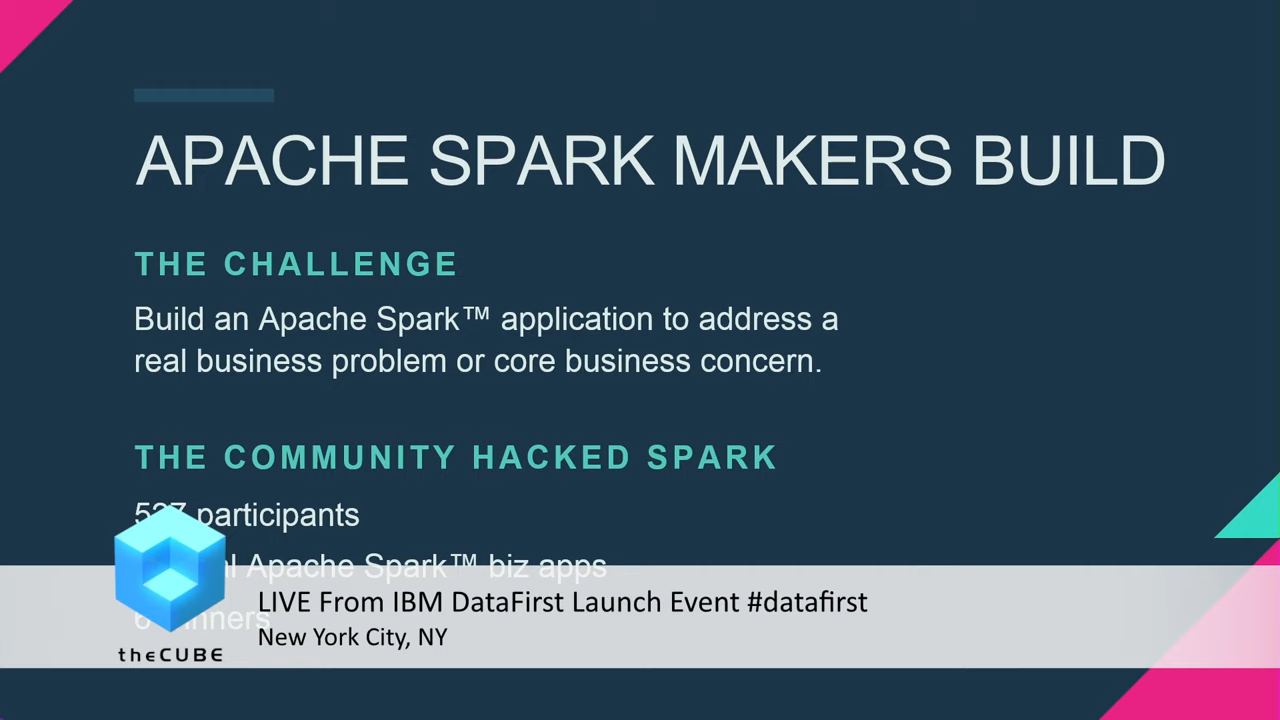 APACHE SPARK MAKERS BUILD
THE CHALLENGE
Build an Apache Spark™ application to address a
real business problem or core business concern.
THE COMMUNITY HACKED SPARK
participants
Apache Spark™ biz apps
LIVE From IBM DataFirst Launch Event #datafirst
New York City, NY
theCUBE